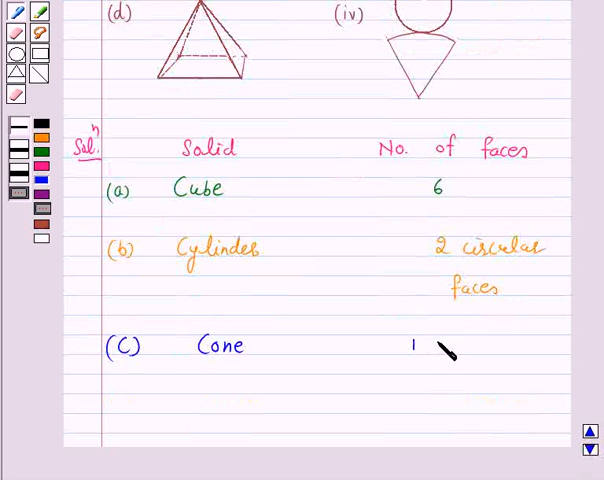 (d) (iv)
Solⁿ. Solid No. of faces
(a) Cube 6
(b) Cylinder 2 circular
faces
(C) Cone 1